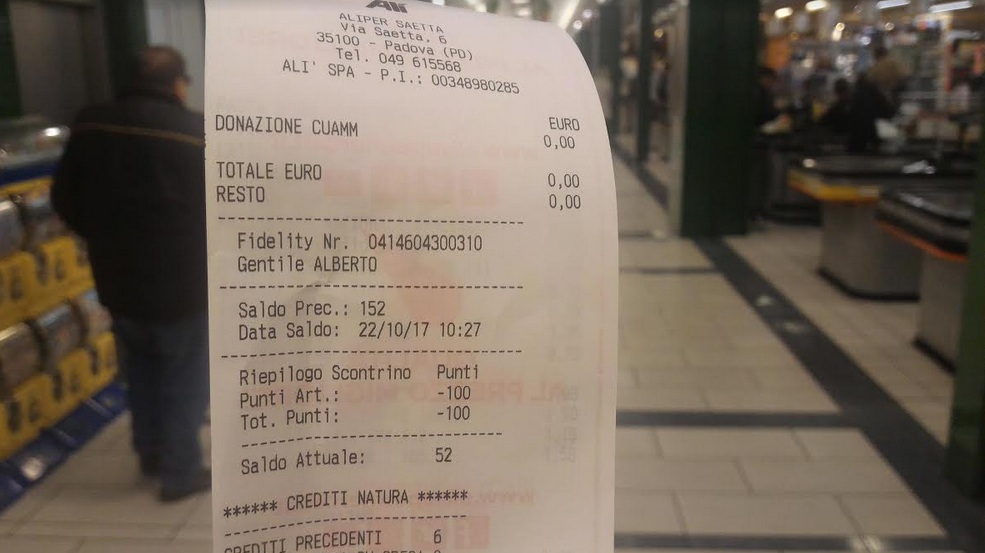 Alì
ALIPER SAETTA
Via Saetta, 6
35100 - Padova (PD)
Tel. 049 615568
ALI' SPA - P.I.: 00348980285
EURO
DONAZIONE CUAMM 0,00
TOTALE EURO 0,00
RESTO 0,00
Fidelity Nr. 0414604300310
Gentile ALBERTO
Saldo Prec.: 152
Data Saldo: 22/10/17 10:27
Riepilogo Scontrino Punti
Punti Art.: -100
Tot. Punti: -100
Saldo Attuale: 52
****** CREDITI NATURA ******
CREDITI PRECEDENTI 6